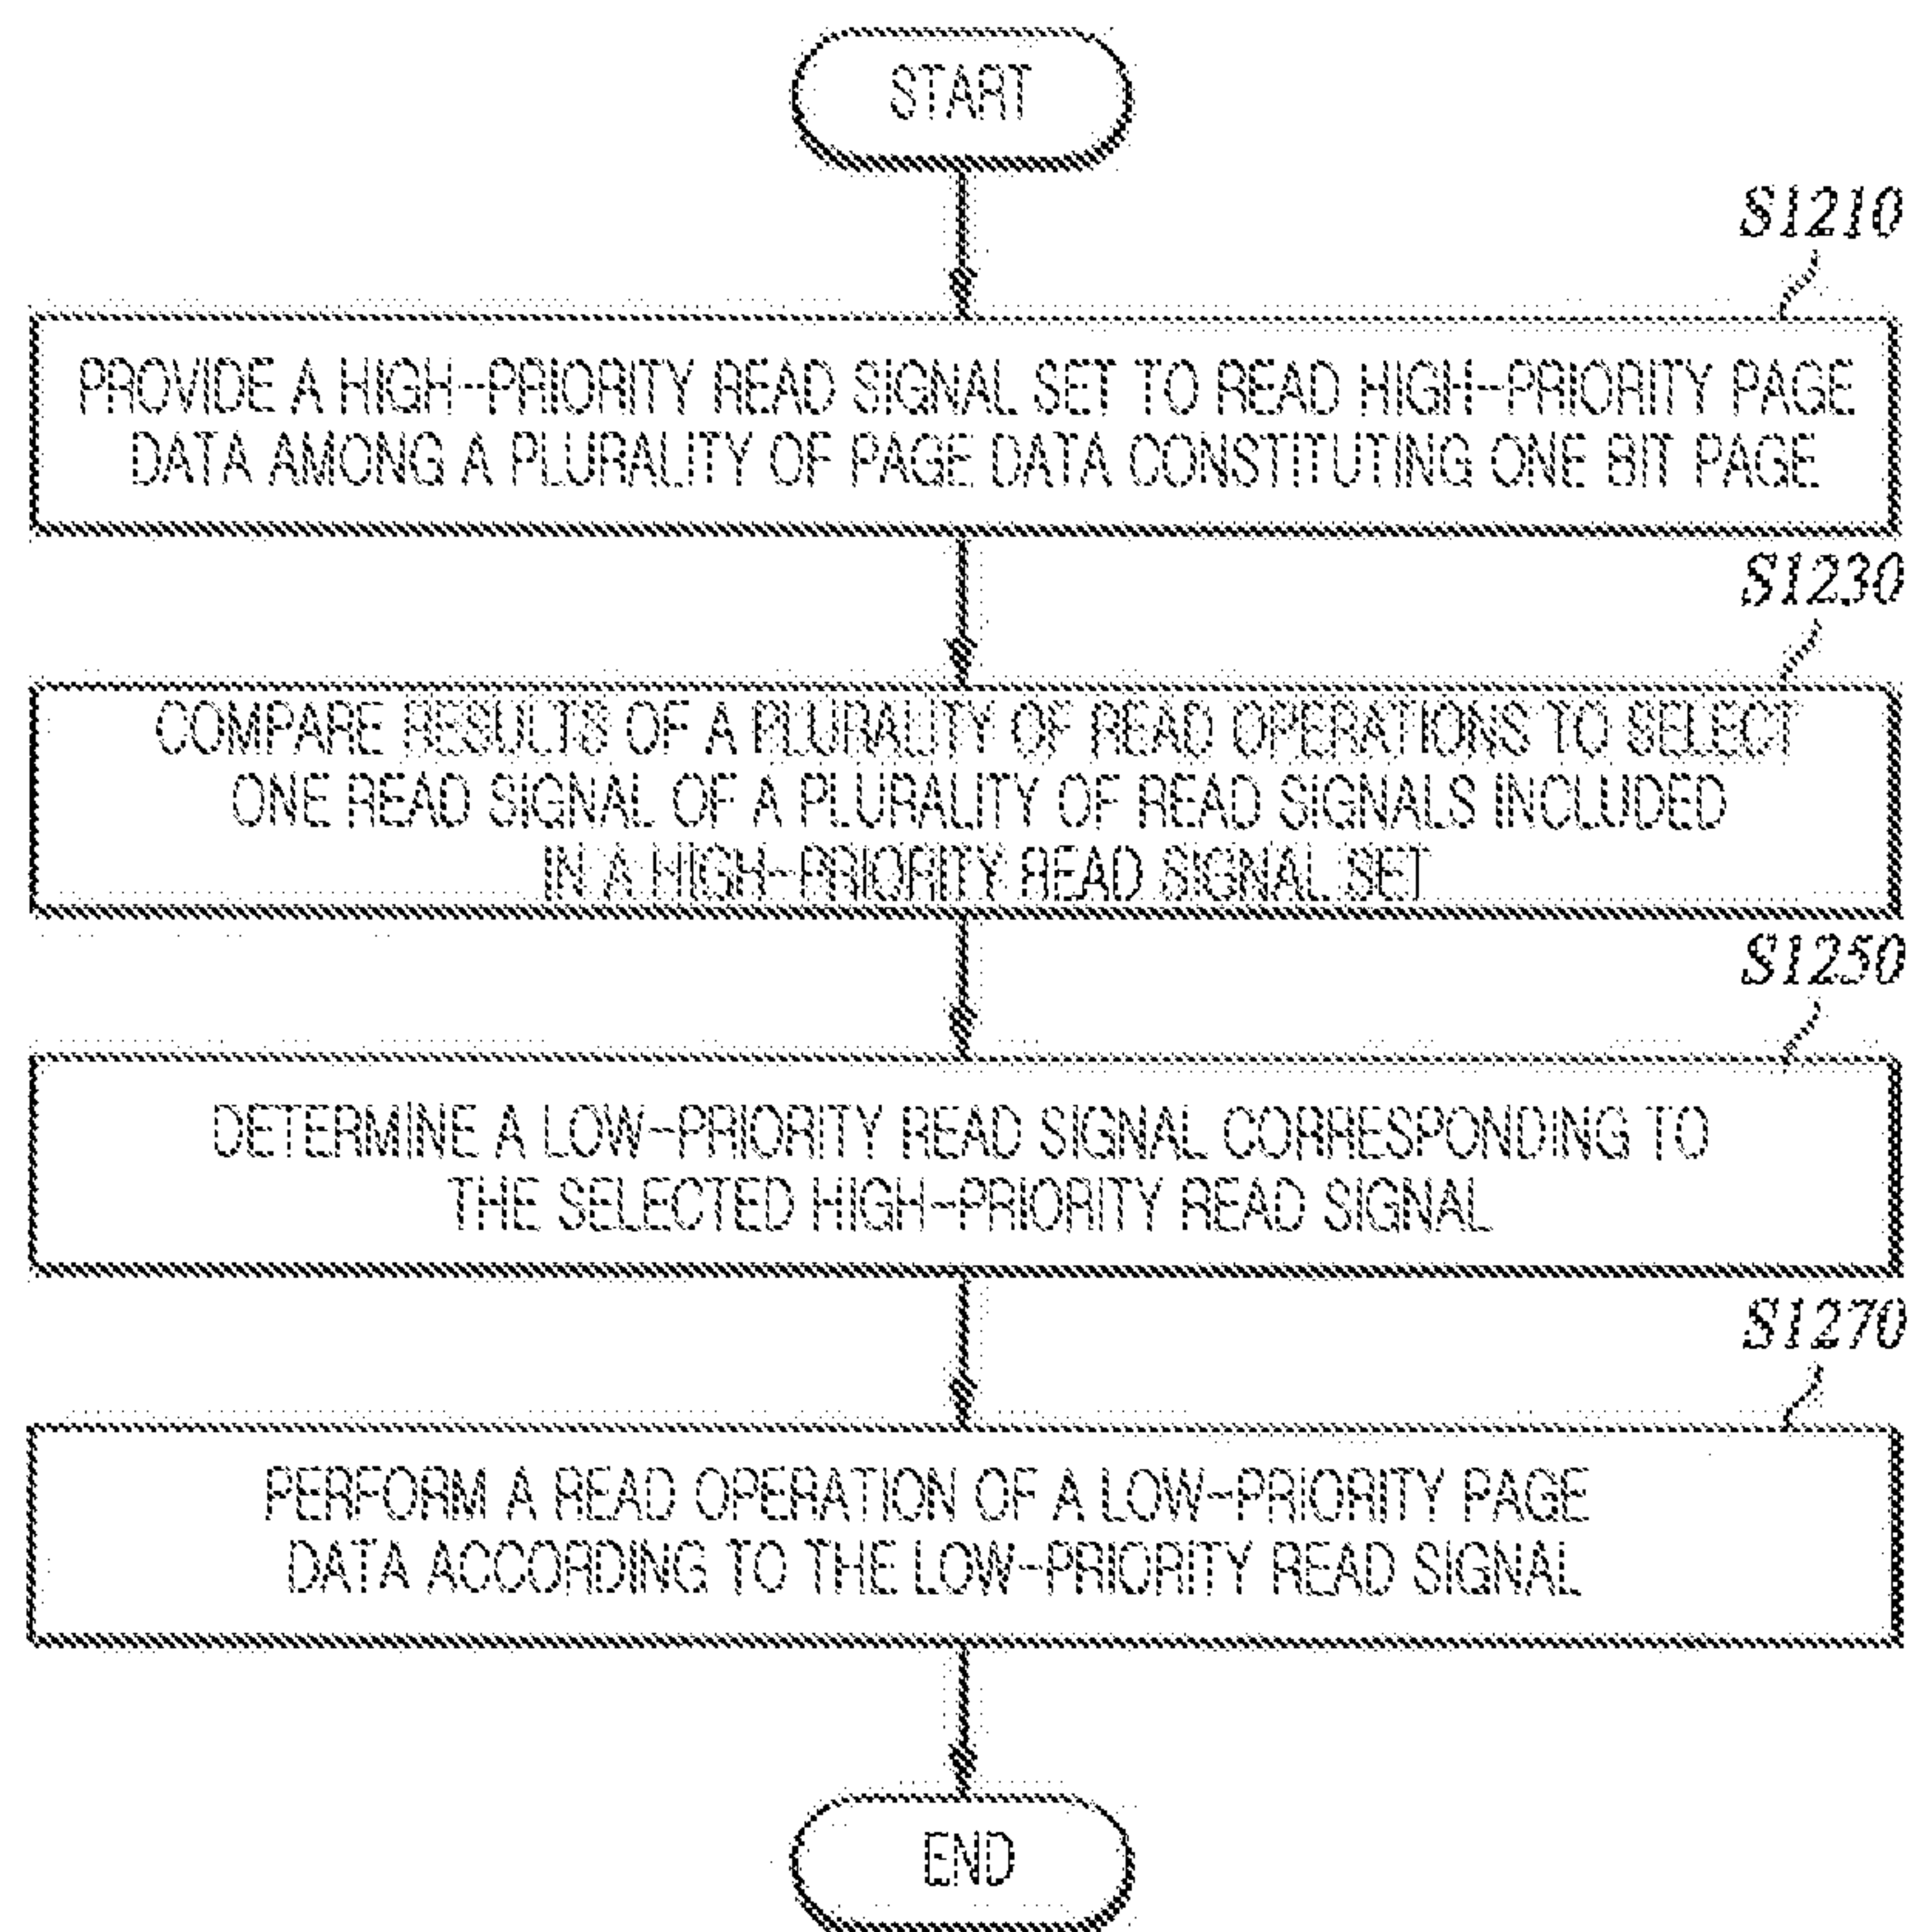 START
S1210
PROVIDE A HIGH-PRIORITY READ SIGNAL SET TO READ HIGH-PRIORITY PAGE
DATA AMONG A PLURALITY OF PAGE DATA CONSTITUTING ONE BIT PAGE
S1230
COMPARE RESULTS OF A PLURALITY OF READ OPERATIONS TO SELECT
ONE READ SIGNAL OF A PLURALITY OF READ SIGNALS INCLUDED
IN A HIGH-PRIORITY READ SIGNAL SET
S1250
DETERMINE A LOW-PRIORITY READ SIGNAL CORRESPONDING TO
THE SELECTED HIGH-PRIORITY READ SIGNAL
S1270
PERFORM A READ OPERATION OF A LOW-PRIORITY PAGE
DATA ACCORDING TO THE LOW-PRIORITY READ SIGNAL
END